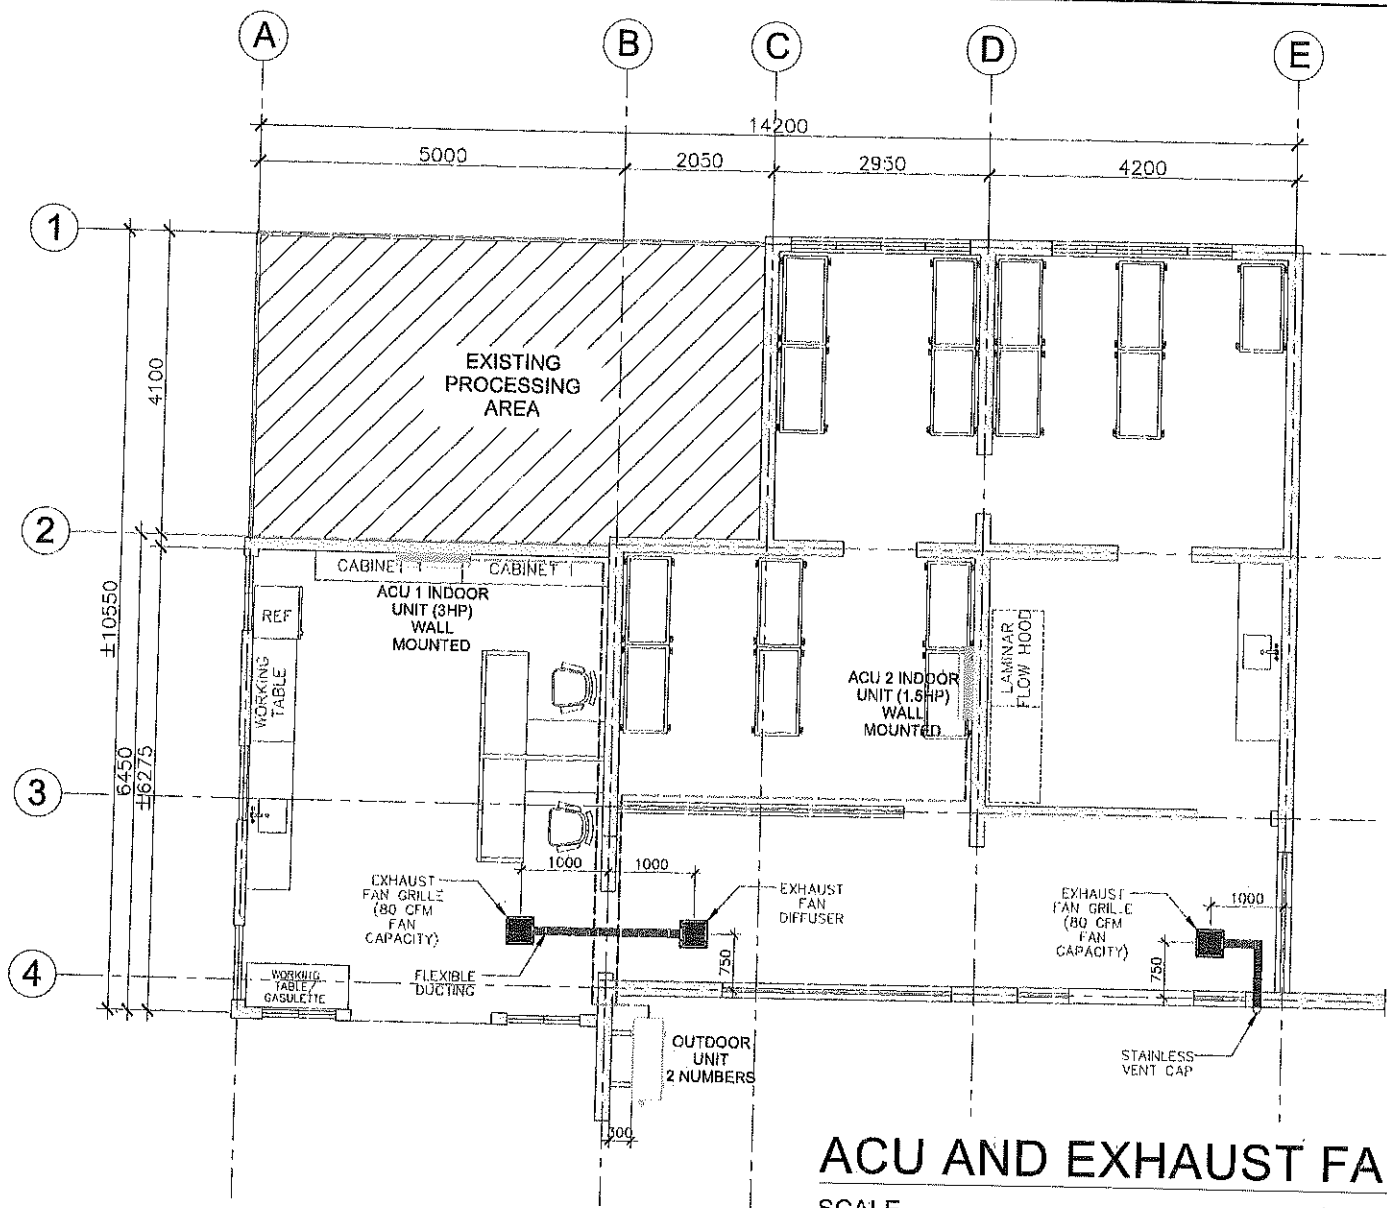 A
B
C
D
E
14200
5000
2050
2950
4200
1
2
3
4
4100
±10550
6450
±6275
EXISTING
PROCESSING
AREA
CABINET 1
CABINET 1
ACU 1 INDOOR
UNIT (3HP)
WALL
MOUNTED
REF
WORKING
TABLE
ACU 2 INDOOR
UNIT (1.5HP)
WALL
MOUNTED
LAMINAR
FLOW HOOD
1000
1000
EXHAUST
FAN GRILLE
(80 CFM
FAN
CAPACITY)
EXHAUST
FAN
DIFFUSER
EXHAUST
FAN GRILLE
(80 CFM
FAN
CAPACITY)
1000
750
750
FLEXIBLE
DUCTING
WORKING
TABLE/
GASULETTE
OUTDOOR
UNIT
2 NUMBERS
300
STAINLESS
VENT CAP
ACU AND EXHAUST FA
SCALE